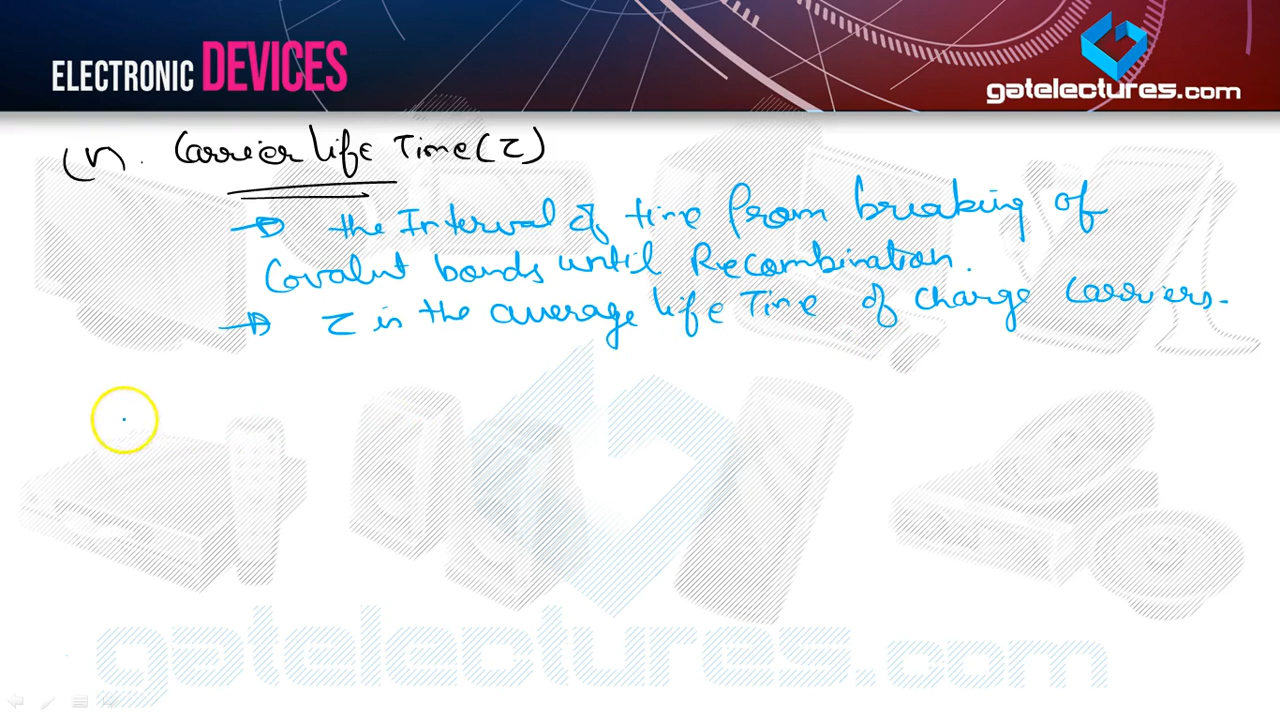 ELECTRONIC DEVICES
gatelectures.com
Carrier life Time (τ)
→ the Interval of time from breaking of
Covalent bonds until Recombination.
→ τ is the average life Time of charge carriers.
gatelectures.com